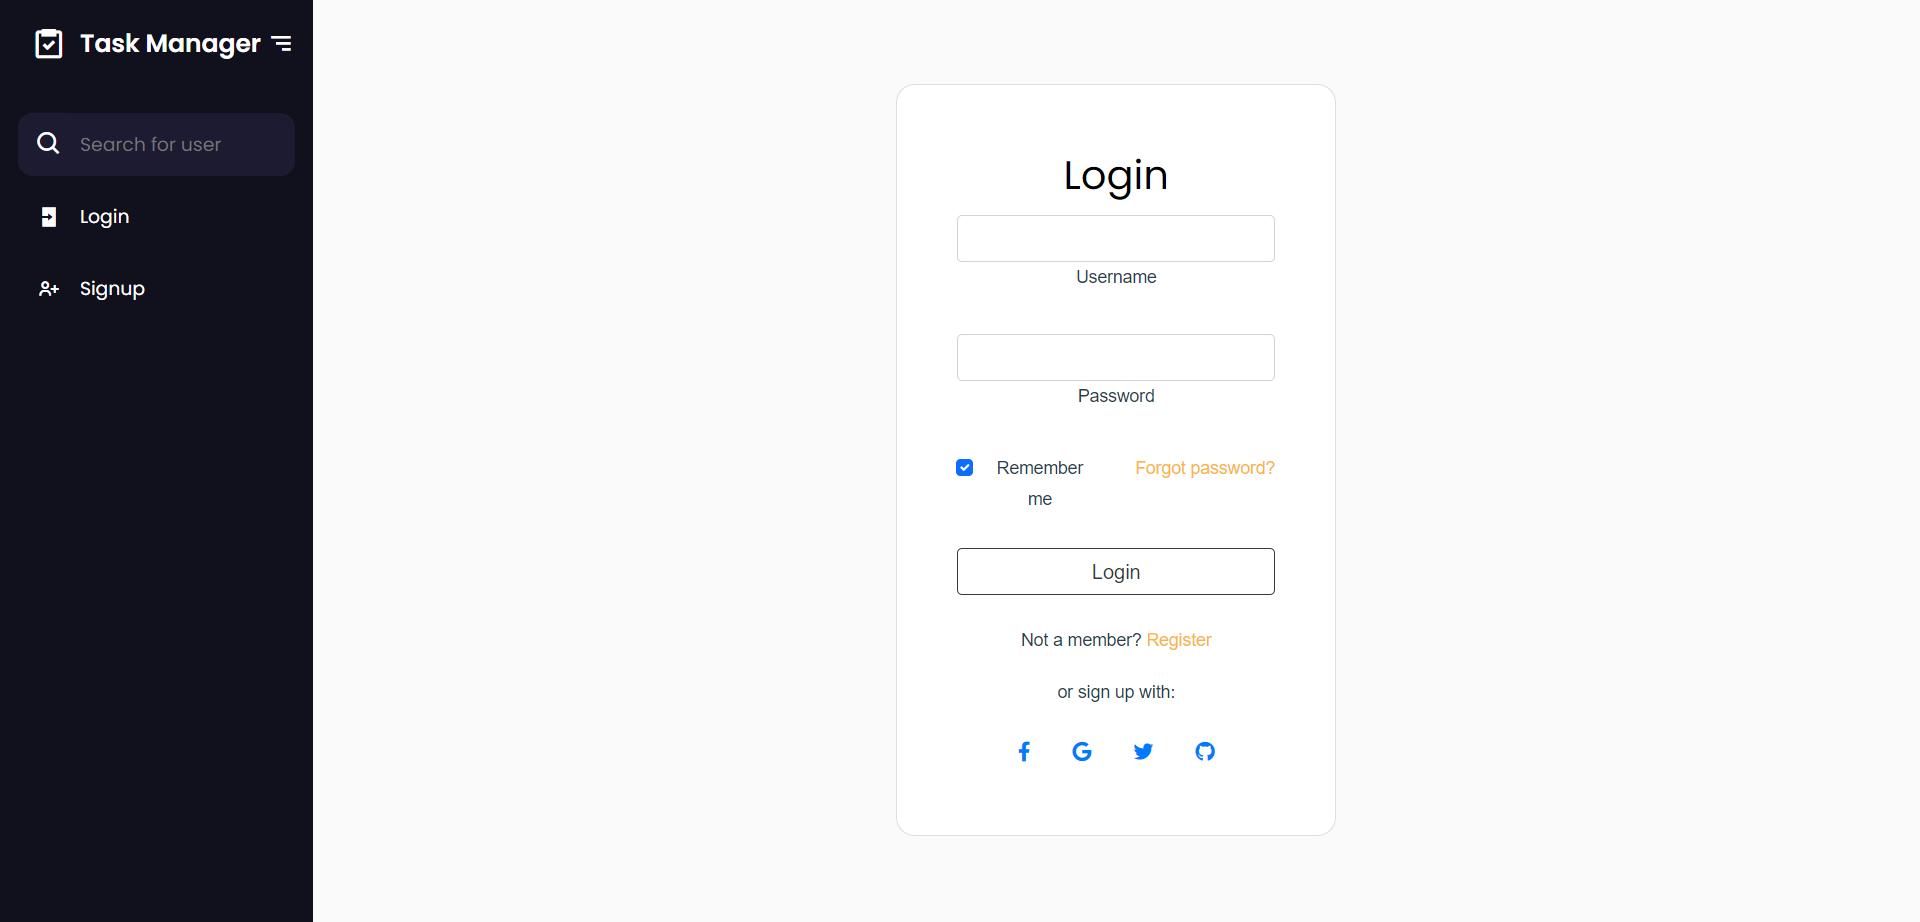 Task Manager
Search for user
Login
Signup
Login
Username
Password
Remember
me
Forgot password?
Login
Not a member? Register
or sign up with: